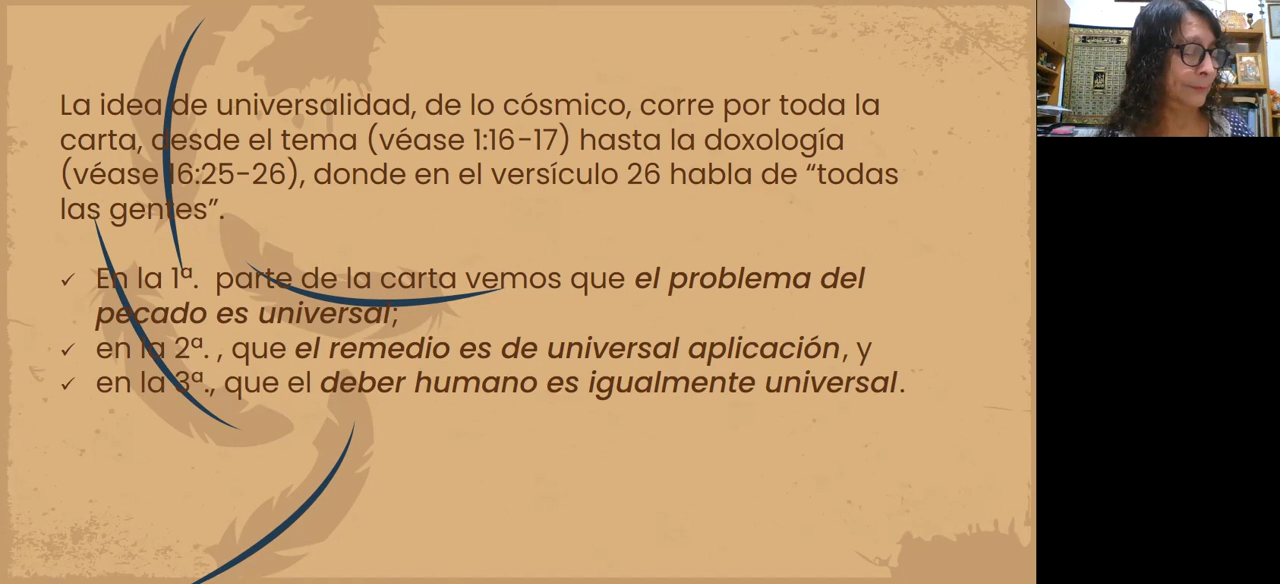 La idea de universalidad, de lo cósmico, corre por toda la
carta, desde el tema (véase 1:16-17) hasta la doxología
(véase 16:25-26), donde en el versículo 26 habla de “todas
las gentes”.
✓ En la 1ª.  parte de la carta vemos que el problema del
pecado es universal;
✓ en la 2ª. , que el remedio es de universal aplicación, y
✓ en la 3ª., que el deber humano es igualmente universal.